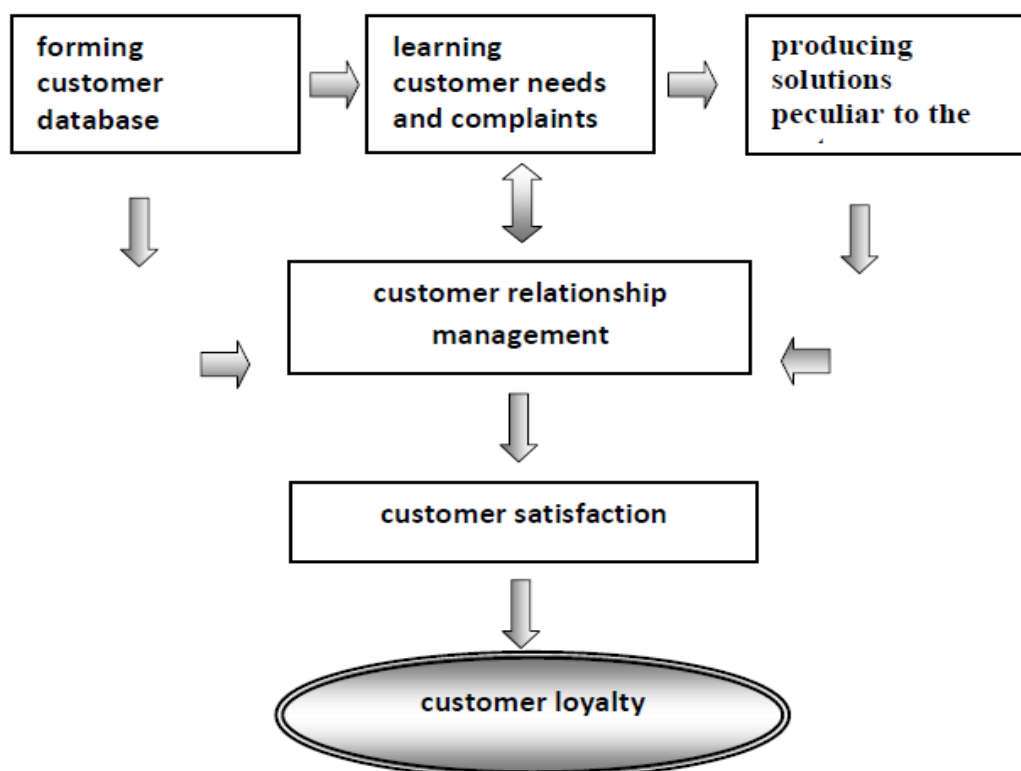 forming
customer
database
learning
customer needs
and complaints
producing
solutions
peculiar to the
customer relationship
management
customer satisfaction
customer loyalty